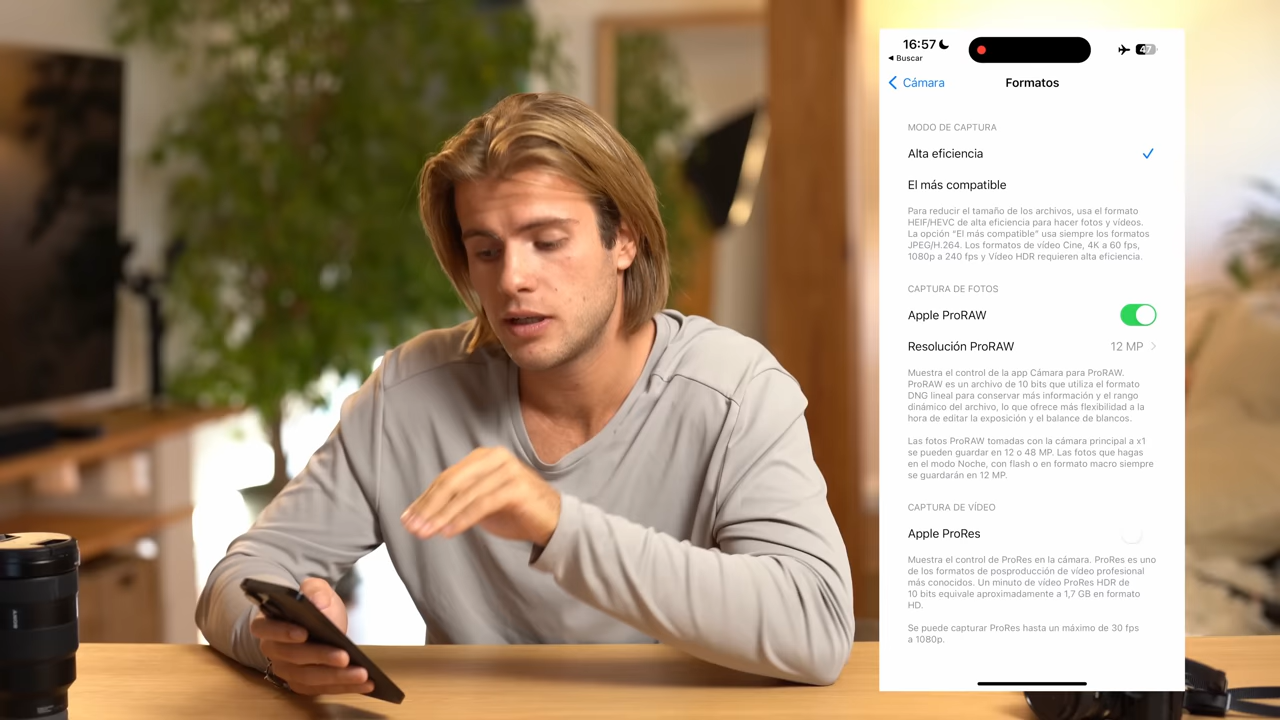 16:57
47
Buscar
Cámara
Formatos
MODO DE CAPTURA
Alta eficiencia
El más compatible
Para reducir el tamaño de los archivos, usa el formato
HEIF/HEVC de alta eficiencia para hacer fotos y vídeos.
La opción “El más compatible” usa siempre los formatos
JPEG/H.264. Los formatos de vídeo Cine, 4K a 60 fps,
1080p a 240 fps y Vídeo HDR requieren alta eficiencia.
CAPTURA DE FOTOS
Apple ProRAW
Resolución ProRAW 12 MP
Muestra el control de la app Cámara para ProRAW.
ProRAW es un archivo de 10 bits que utiliza el formato
DNG lineal para conservar más información y el rango
dinámico del archivo, lo que ofrece más flexibilidad a la
hora de editar la exposición y el balance de blancos.
Las fotos ProRAW tomadas con la cámara principal a x1
se pueden guardar en 12 o 48 MP. Las fotos que hagas
en el modo Noche, con flash o en formato macro siempre
se guardarán en 12 MP.
CAPTURA DE VÍDEO
Apple ProRes
Muestra el control de ProRes en la cámara. ProRes es uno
de los formatos de posproducción de vídeo profesional
más conocidos. Un minuto de vídeo ProRes HDR de
10 bits equivale aproximadamente a 1,7 GB en formato
HD.
Se puede capturar ProRes hasta un máximo de 30 fps
a 1080p.